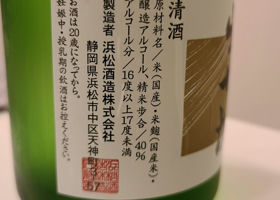 清酒
原材料名／米(国産)・米麹(国産米)・
醸造アルコール、精米歩合／40%
アルコール分／16度以上17度未満
製造者 浜松酒造株式会社
静岡県浜松市中区天神町3-57
お酒は20歳になってから。
妊娠中・授乳期の飲酒はお控えください。